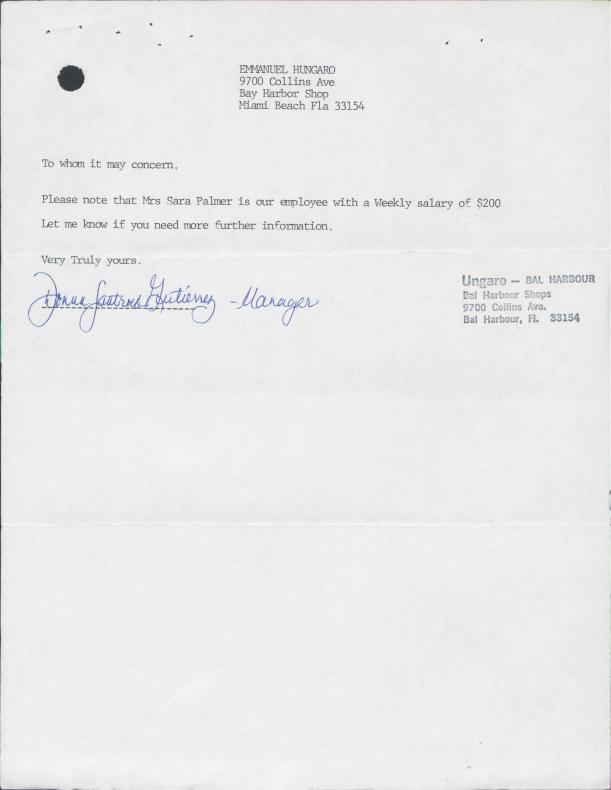 EMMANUEL HUNGARO
9700 Collins Ave
Bay Harbor Shop
Miami Beach Fla 33154
To whom it may concern.
Please note that Mrs Sara Palmer is our employee with a Weekly salary of $200
Let me know if you need more further information.
Very Truly yours.
Donna Gutierrez - Manager
Ungaro — BAL HARBOUR
Bal Harbour Shops
9700 Collins Ave.
Bal Harbour, Fl. 33154